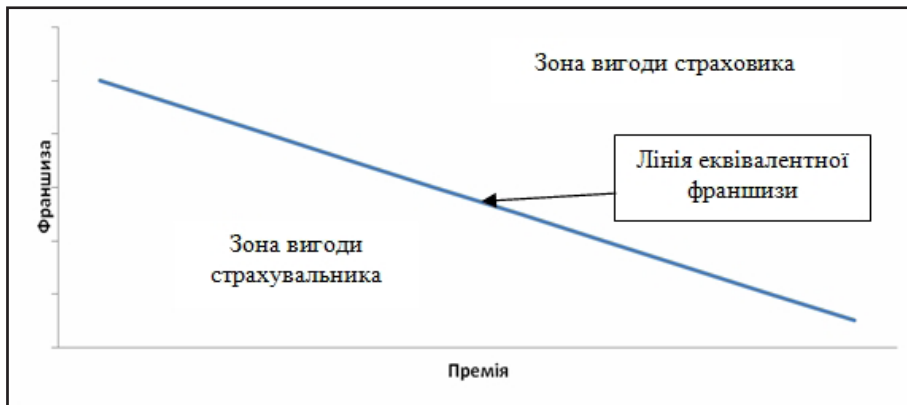 Зона вигоди страховика
Лінія еквівалентної
франшизи
Франшиза
Зона вигоди
страхувальника
Премія